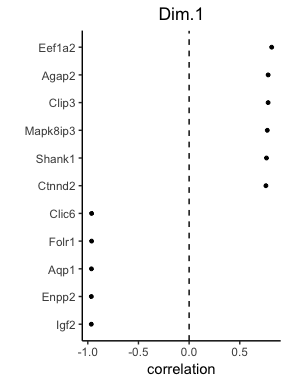 Dim.1
Eef1a2
Agap2
Clip3
Mapk8ip3
Shank1
Ctnnd2
Clic6
Folr1
Aqp1
Enpp2
Igf2
-1.0 -0.5 0.0 0.5
correlation